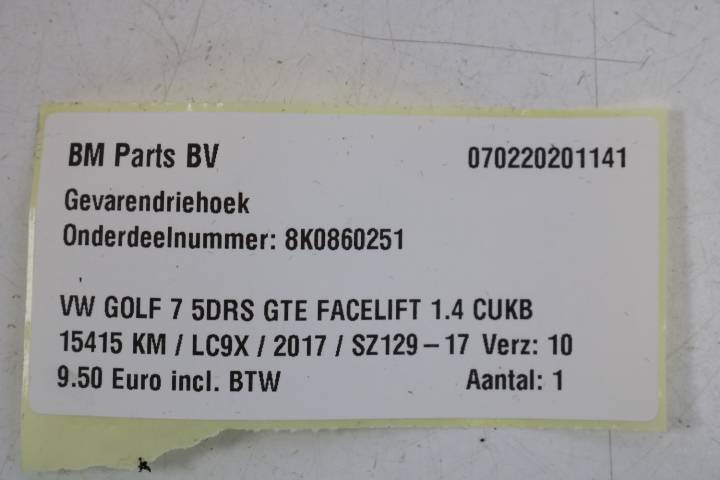 BM Parts BV 070220201141
Gevarendriehoek
Onderdeelnummer: 8K0860251
VW GOLF 7 5DRS GTE FACELIFT 1.4 CUKB
15415 KM / LC9X / 2017 / SZ129-17 Verz: 10
9.50 Euro incl. BTW Aantal: 1